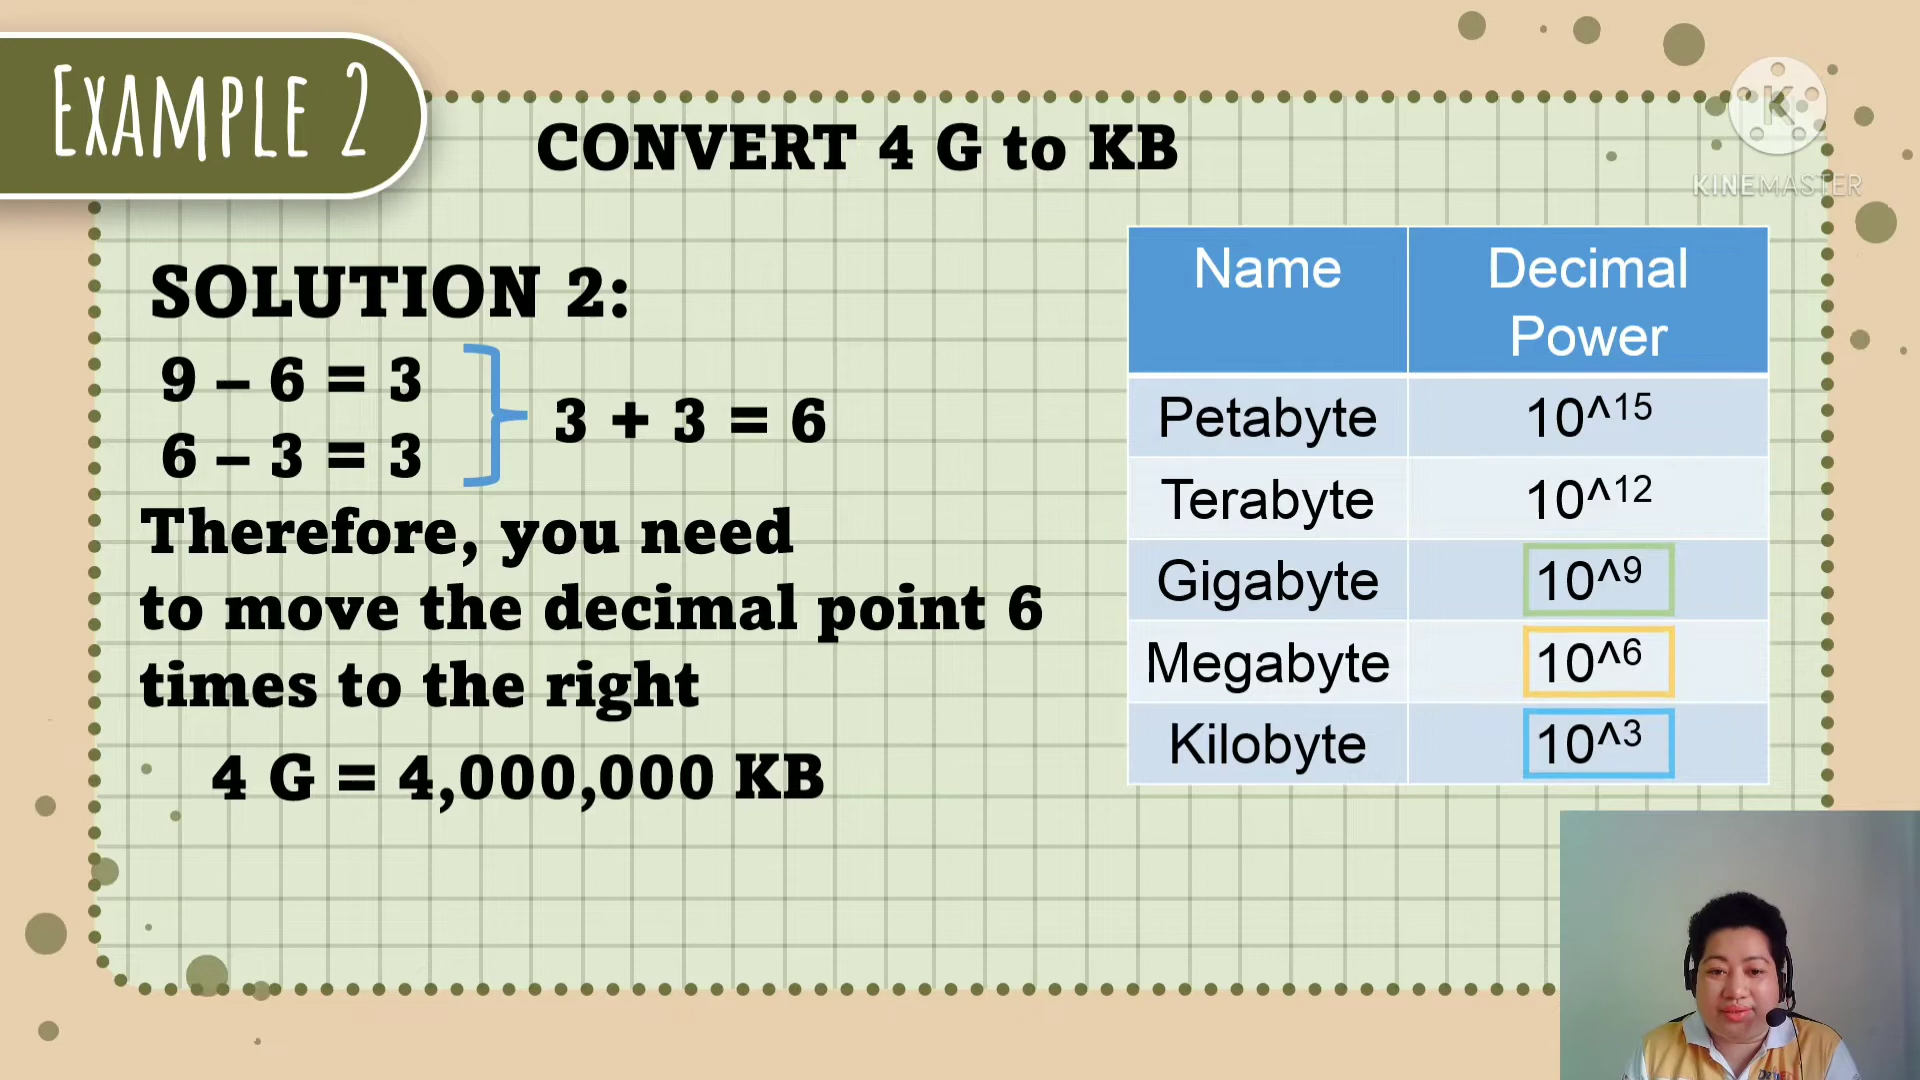 EXAMPLE 2
CONVERT 4 G to KB
KINEMASTER
SOLUTION 2:
9 – 6 = 3
6 – 3 = 3
3 + 3 = 6
Therefore, you need
to move the decimal point 6
times to the right
4 G = 4,000,000 KB
Name Decimal Power
Petabyte 10^15
Terabyte 10^12
Gigabyte 10^9
Megabyte 10^6
Kilobyte 10^3